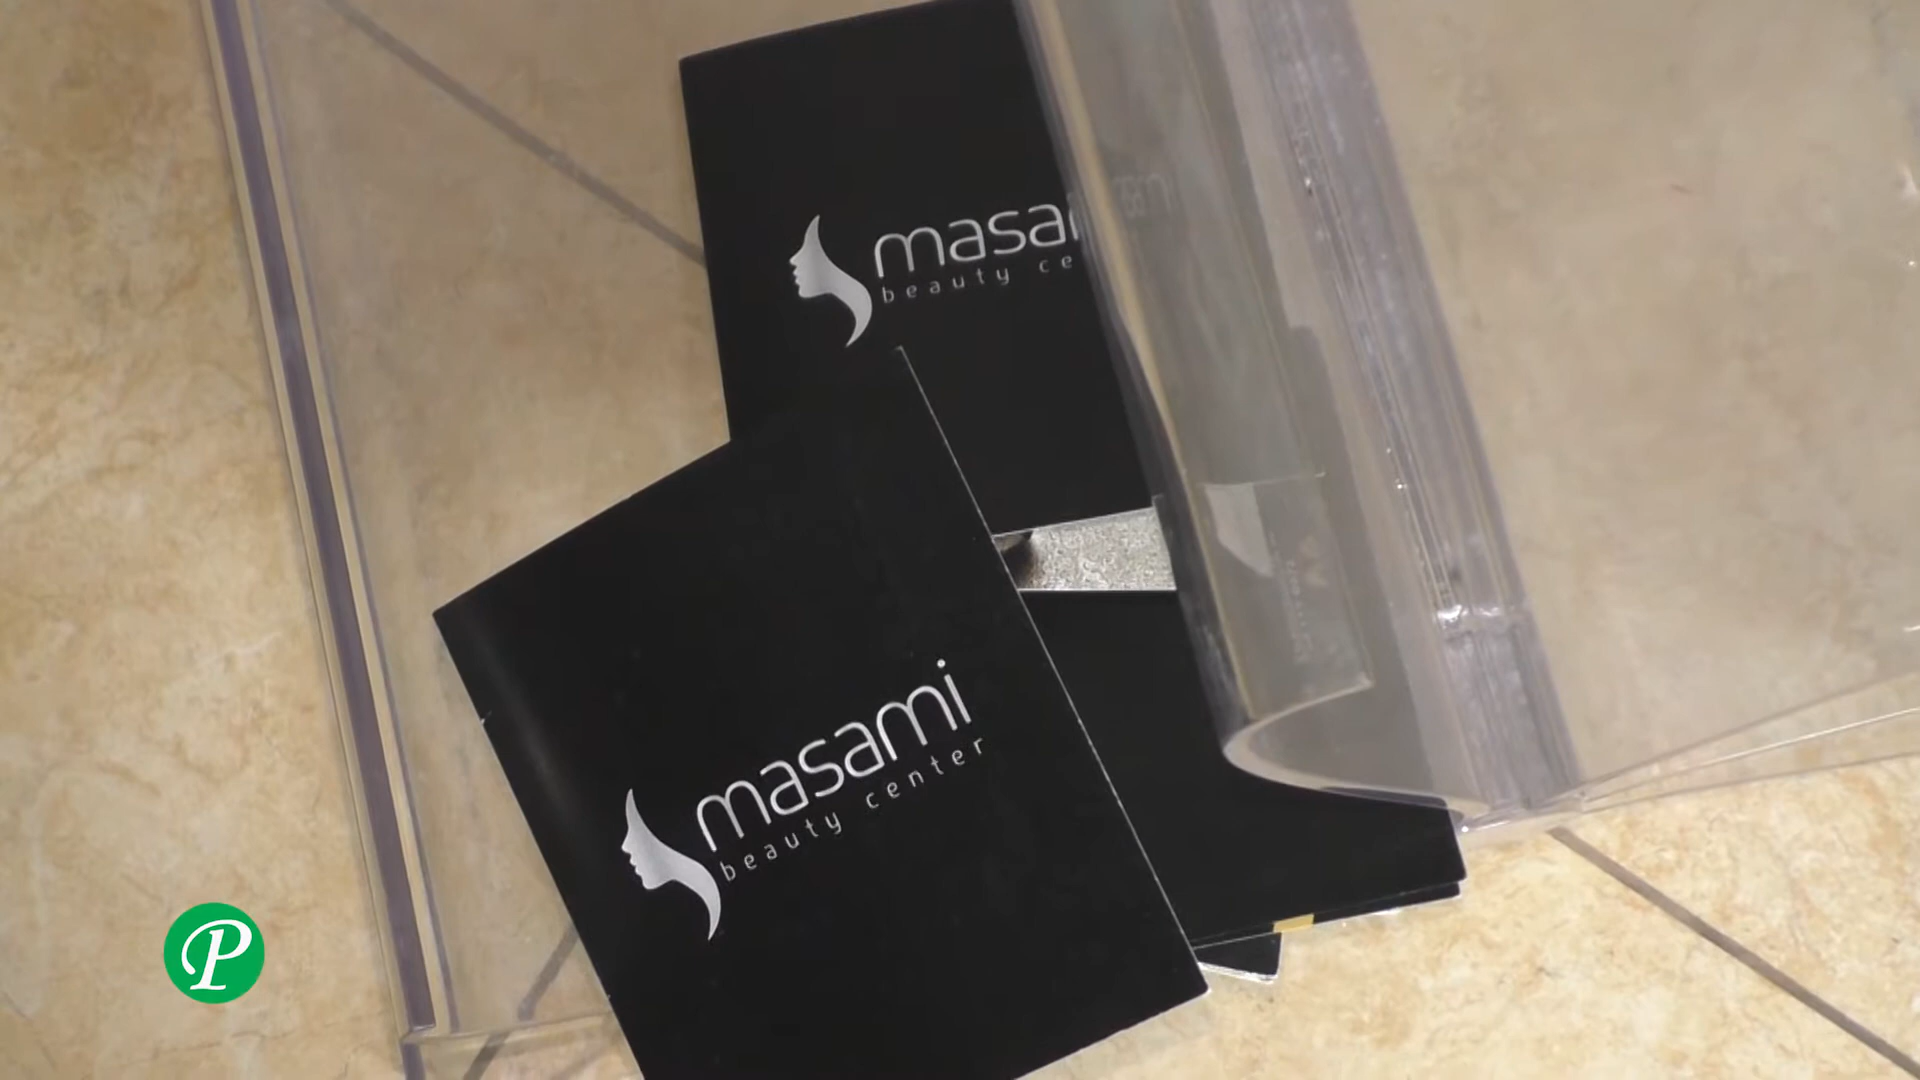 masa
beauty ce
masami
beauty center
P